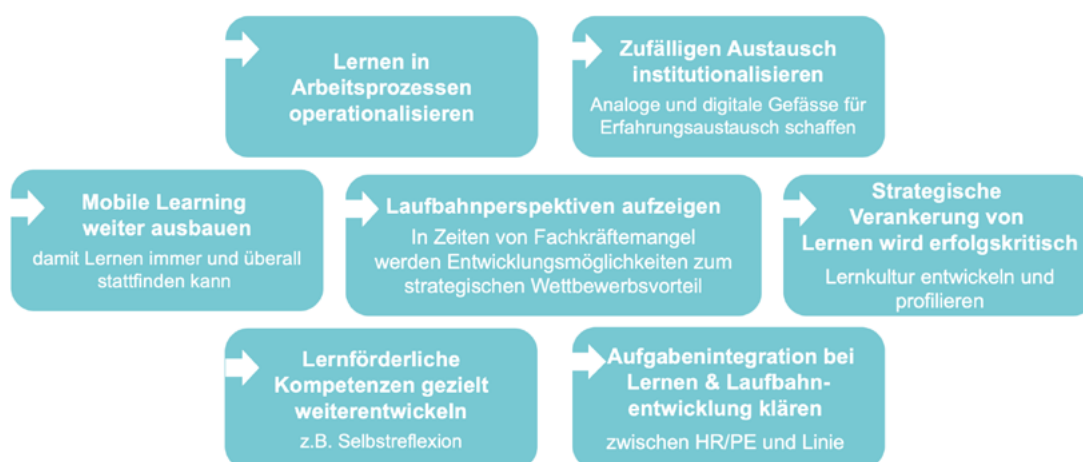 Lernen in
Arbeitsprozessen
operationalisieren
Zufälligen Austausch
institutionalisieren
Analoge und digitale Gefässe für
Erfahrungsaustausch schaffen
Mobile Learning
weiter ausbauen
damit Lernen immer und überall
stattfinden kann
Laufbahnperspektiven aufzeigen
In Zeiten von Fachkräftemangel
werden Entwicklungsmöglichkeiten zum
strategischen Wettbewerbsvorteil
Strategische
Verankerung von
Lernen wird erfolgskritisch
Lernkultur entwickeln und
profilieren
Lernförderliche
Kompetenzen gezielt
weiterentwickeln
z.B. Selbstreflexion
Aufgabenintegration bei
Lernen & Laufbahn-
entwicklung klären
zwischen HR/PE und Linie